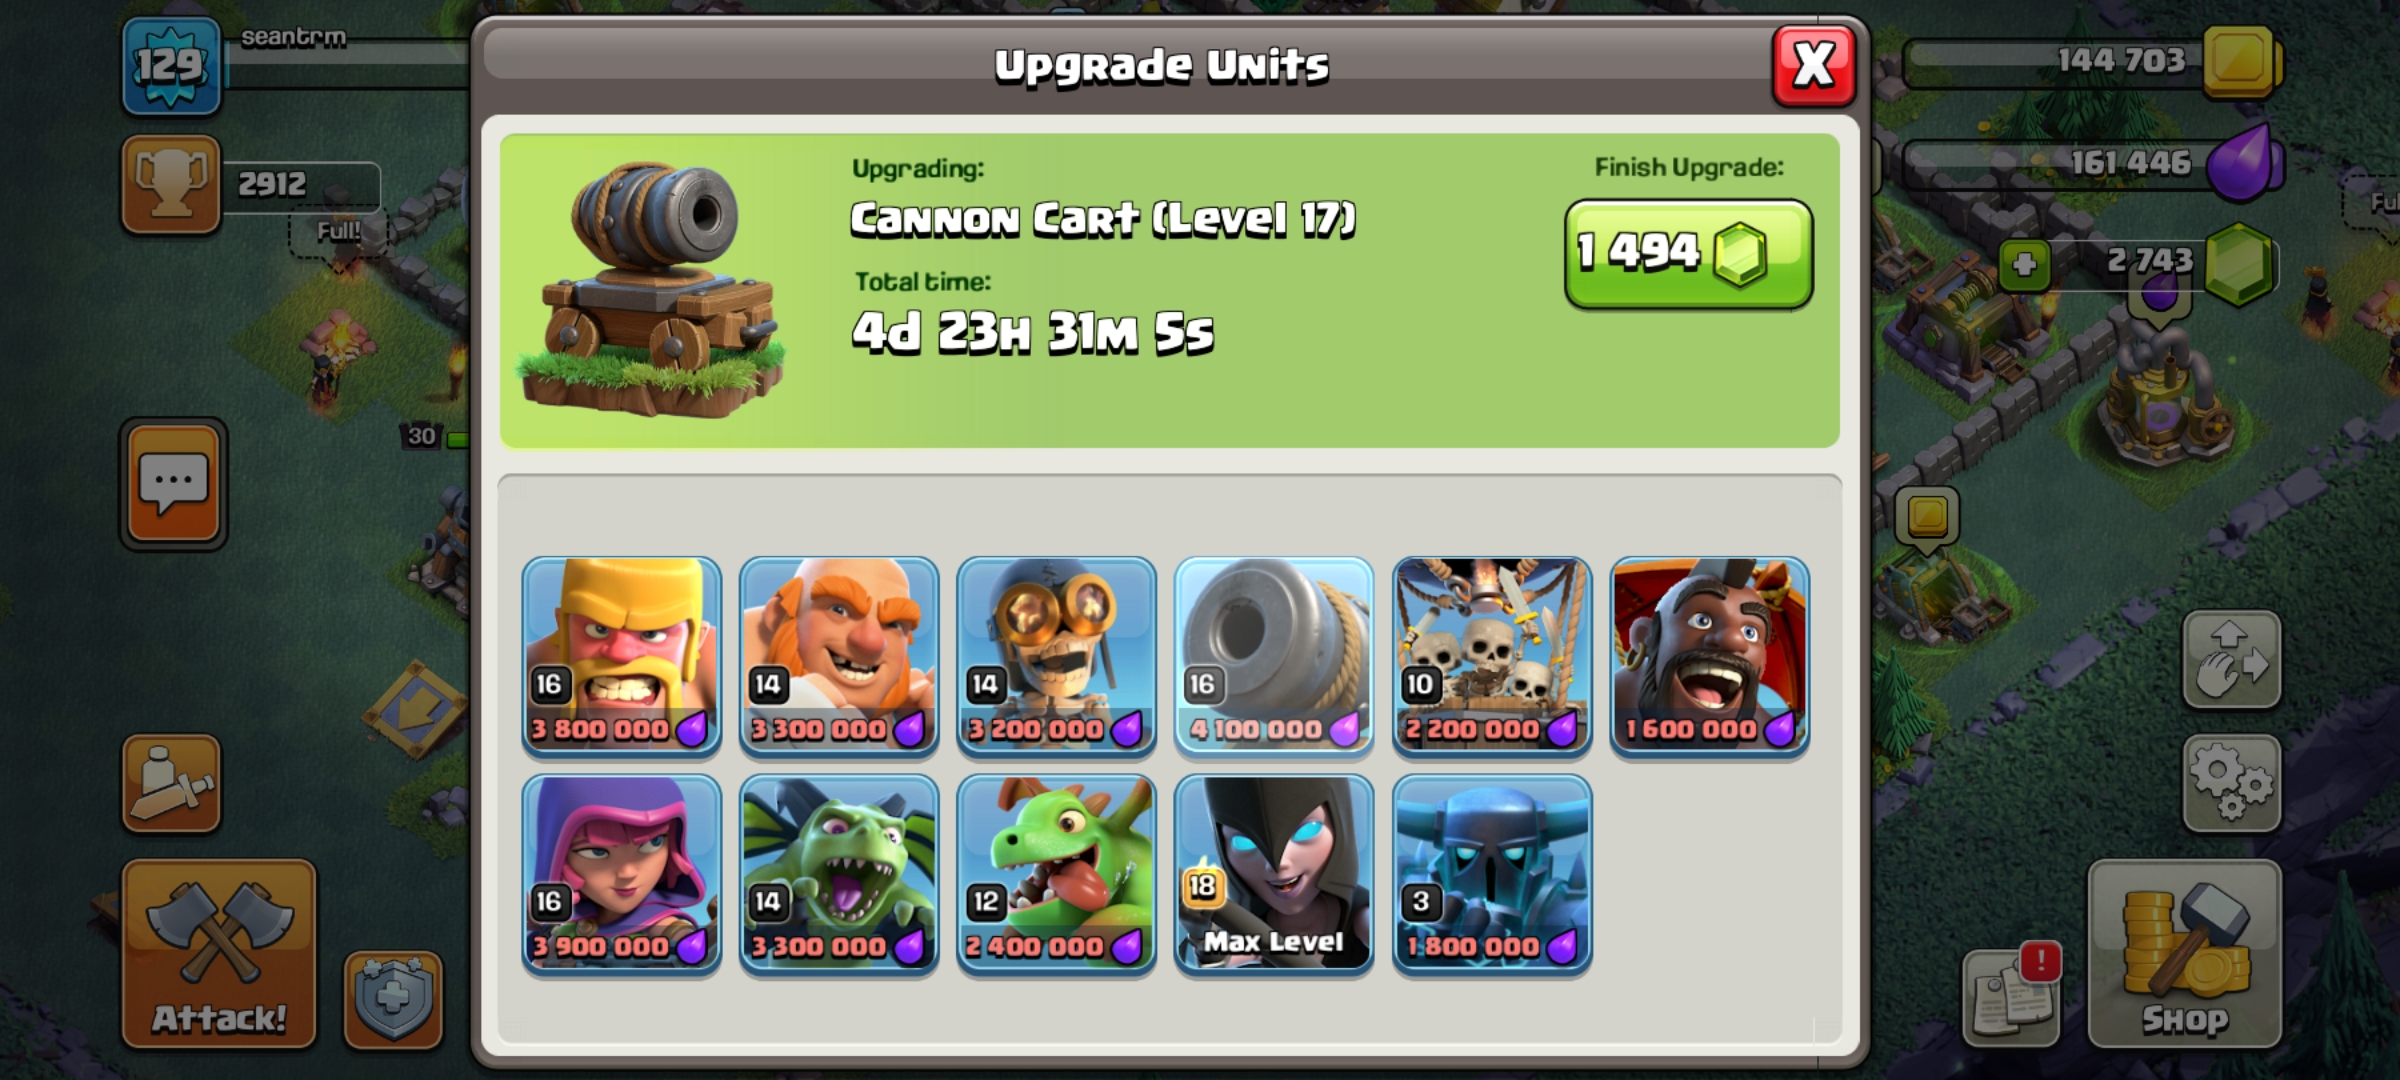 129
seantrm
Upgrade Units
X
144 703
2912
Full!
Upgrading:
Cannon Cart (Level 17)
Total time:
4d 23H 31M 5s
Finish Upgrade:
1 494
161 446
2 743
30
16
3 800 000
14
3 300 000
14
3 200 000
16
4 100 000
10
2 200 000
1 600 000
16
3 900 000
14
3 300 000
12
2 400 000
18
Max Level
3
1 800 000
Attack!
!
Shop